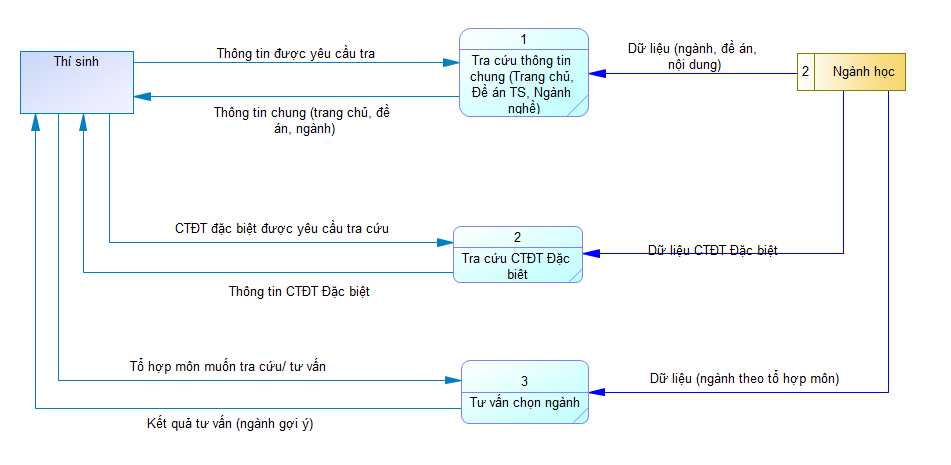 Thí sinh
Thông tin được yêu cầu tra
1
Tra cứu thông tin
chung (Trang chủ,
Đề án TS, Ngành
nghề)
Dữ liệu (ngành, đề án,
nội dung)
2
Ngành học
Thông tin chung (trang chủ, đề
án, ngành)
CTĐT đặc biệt được yêu cầu tra cứu
2
Tra cứu CTĐT Đặc
biệt
Dữ liệu CTĐT Đặc biệt
Thông tin CTĐT Đặc biệt
Tổ hợp môn muốn tra cứu/ tư vấn
3
Tư vấn chọn ngành
Dữ liệu (ngành theo tổ hợp môn)
Kết quả tư vấn (ngành gợi ý)